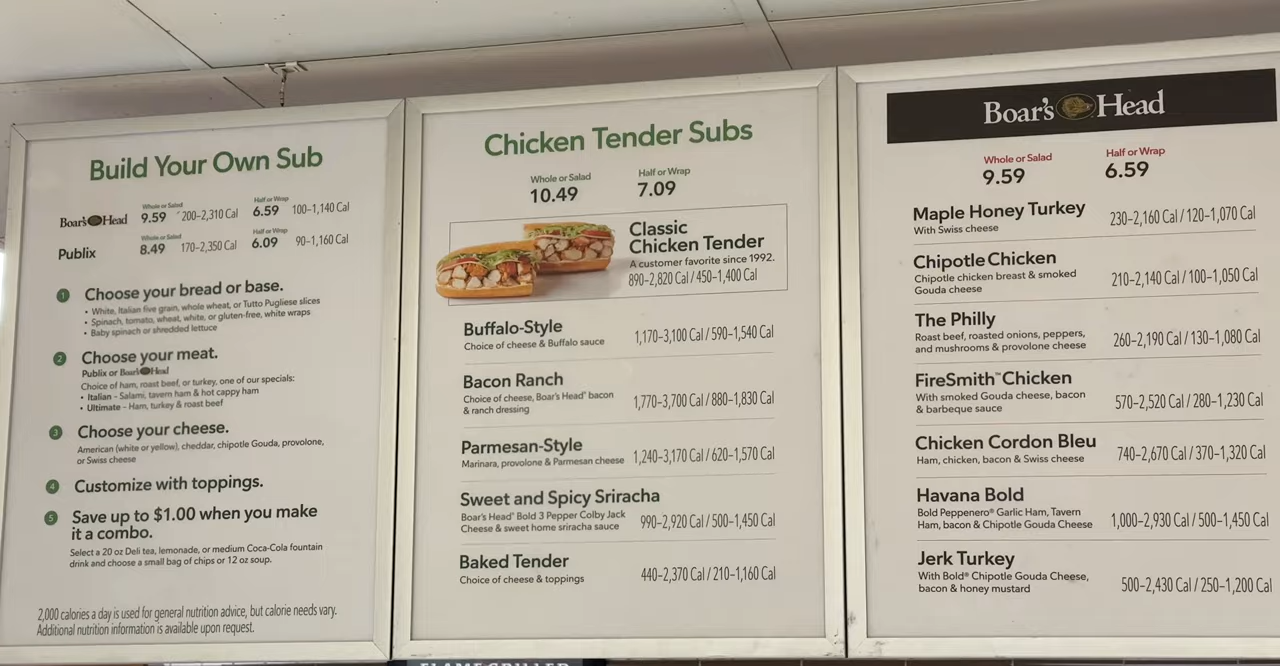 Build Your Own Sub
Whole or Salad Half or Wrap
Boar's Head 9.59 200–2,310 Cal 6.59 100–1,140 Cal
Whole or Salad Half or Wrap
Publix 8.49 170–2,350 Cal 6.09 90–1,160 Cal
1 Choose your bread or base.
• White, Italian five grain, whole wheat, or Tutto Pugliese slices
• Spinach, tomato, wheat, white, or gluten-free, white wraps
• Baby spinach or shredded lettuce
2 Choose your meat.
Publix or Boar's Head
Choice of ham, roast beef, or turkey, one of our specials:
• Italian – Salami, tavern ham & hot cappy ham
• Ultimate – Ham, turkey & roast beef
3 Choose your cheese.
American (white or yellow), cheddar, chipotle Gouda, provolone,
or Swiss cheese
4 Customize with toppings.
5 Save up to $1.00 when you make
it a combo.
Select a 20 oz Deli tea, lemonade, or medium Coca-Cola fountain
drink and choose a small bag of chips or 12 oz soup.
2,000 calories a day is used for general nutrition advice, but calorie needs vary.
Additional nutrition information is available upon request.
Chicken Tender Subs
Whole or Salad Half or Wrap
10.49 7.09
Classic
Chicken Tender
A customer favorite since 1992.
890–2,820 Cal / 450–1,400 Cal
Buffalo-Style 1,170–3,100 Cal / 590–1,540 Cal
Choice of cheese & Buffalo sauce
Bacon Ranch
Choice of cheese, Boar's Head® bacon 1,770–3,700 Cal / 880–1,830 Cal
& ranch dressing
Parmesan-Style
Marinara, provolone & Parmesan cheese 1,240–3,170 Cal / 620–1,570 Cal
Sweet and Spicy Sriracha
Boar's Head® Bold 3 Pepper Colby Jack 990–2,920 Cal / 500–1,450 Cal
Cheese & sweet home sriracha sauce
Baked Tender
Choice of cheese & toppings 440–2,370 Cal / 210–1,160 Cal
Boar's Head
Whole or Salad Half or Wrap
9.59 6.59
Maple Honey Turkey 230–2,160 Cal / 120–1,070 Cal
With Swiss cheese
Chipotle Chicken
Chipotle chicken breast & smoked 210–2,140 Cal / 100–1,050 Cal
Gouda cheese
The Philly
Roast beef, roasted onions, peppers, 260–2,190 Cal / 130–1,080 Cal
and mushrooms & provolone cheese
FireSmith™ Chicken
With smoked Gouda cheese, bacon 570–2,520 Cal / 280–1,230 Cal
& barbeque sauce
Chicken Cordon Bleu 740–2,670 Cal / 370–1,320 Cal
Ham, chicken, bacon & Swiss cheese
Havana Bold
Bold Peppenero® Garlic Ham, Tavern
Ham, bacon & Chipotle Gouda Cheese 1,000–2,930 Cal / 500–1,450 Cal
Jerk Turkey
With Bold® Chipotle Gouda Cheese, 500–2,430 Cal / 250–1,200 Cal
bacon & honey mustard